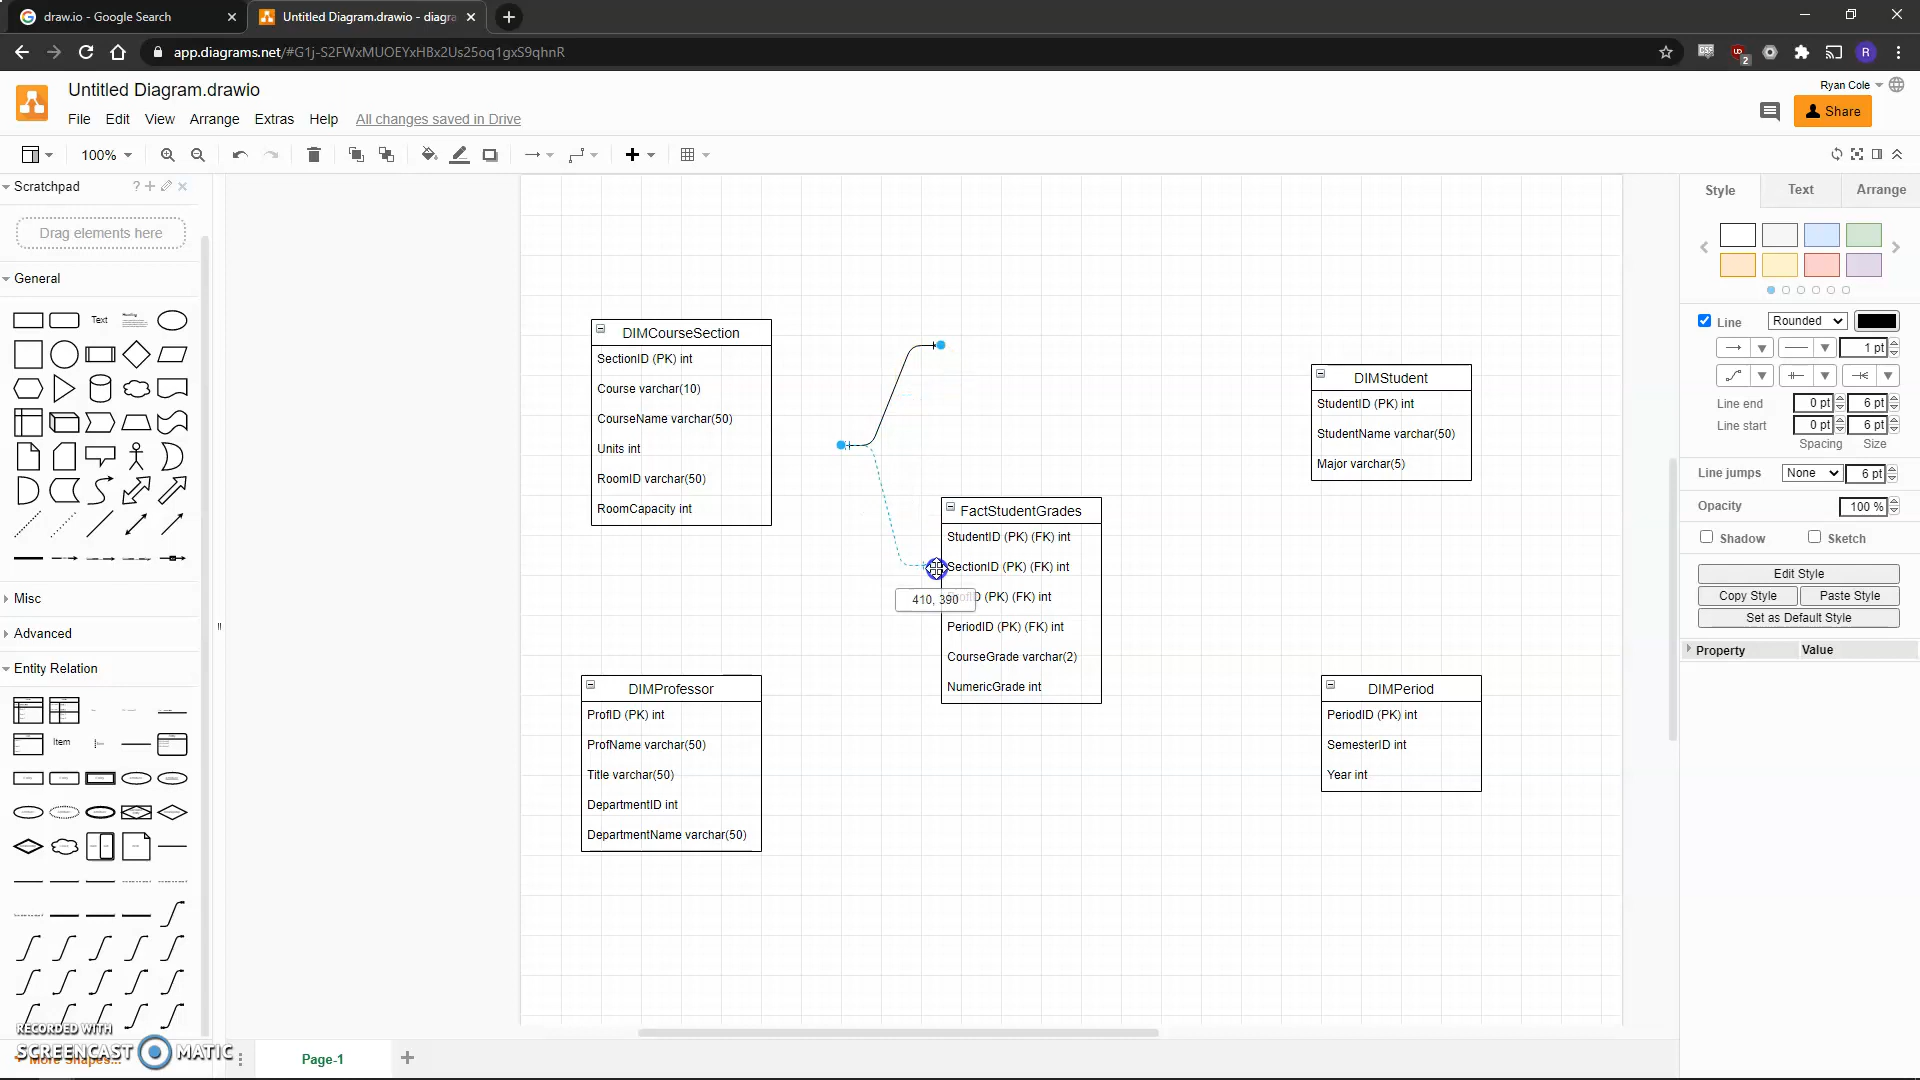 draw.io - Google Search
Untitled Diagram.drawio - diagra
app.diagrams.net/#G1j-S2FWxMUOEYxHBx2Us25oq1gxS9qhnR
2
R
Untitled Diagram.drawio
Ryan Cole
File Edit View Arrange Extras Help All changes saved in Drive
Share
100%
Scratchpad
?
Style Text Arrange
Drag elements here
General
Text
Heading
Line Rounded
1 pt
Line end 0 pt 6 pt
Line start 0 pt 6 pt
Spacing Size
Line jumps None 6 pt
Opacity 100 %
Shadow Sketch
Edit Style
Copy Style Paste Style
Set as Default Style
Property Value
Misc
Advanced
Entity Relation
Item
DIMCourseSection
SectionID (PK) int
Course varchar(10)
CourseName varchar(50)
Units int
RoomID varchar(50)
RoomCapacity int
DIMStudent
StudentID (PK) int
StudentName varchar(50)
Major varchar(5)
FactStudentGrades
StudentID (PK) (FK) int
SectionID (PK) (FK) int
ProfID (PK) (FK) int
410, 390
PeriodID (PK) (FK) int
CourseGrade varchar(2)
NumericGrade int
DIMProfessor
ProfID (PK) int
ProfName varchar(50)
Title varchar(50)
DepartmentID int
DepartmentName varchar(50)
DIMPeriod
PeriodID (PK) int
SemesterID int
Year int
RECORDED WITH
SCREENCAST MATIC
More Shapes...
Page-1